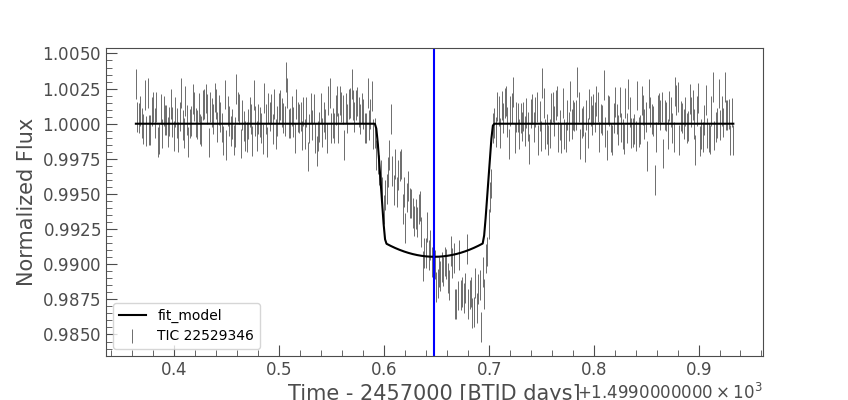 1.0050
1.0025
1.0000
0.9975
0.9950
0.9925
0.9900
0.9875
0.9850
Normalized Flux
fit_model
TIC 22529346
0.4 0.5 0.6 0.7 0.8 0.9
Time - 2457000 [BTJD days]
+1.4990000000 × 10³